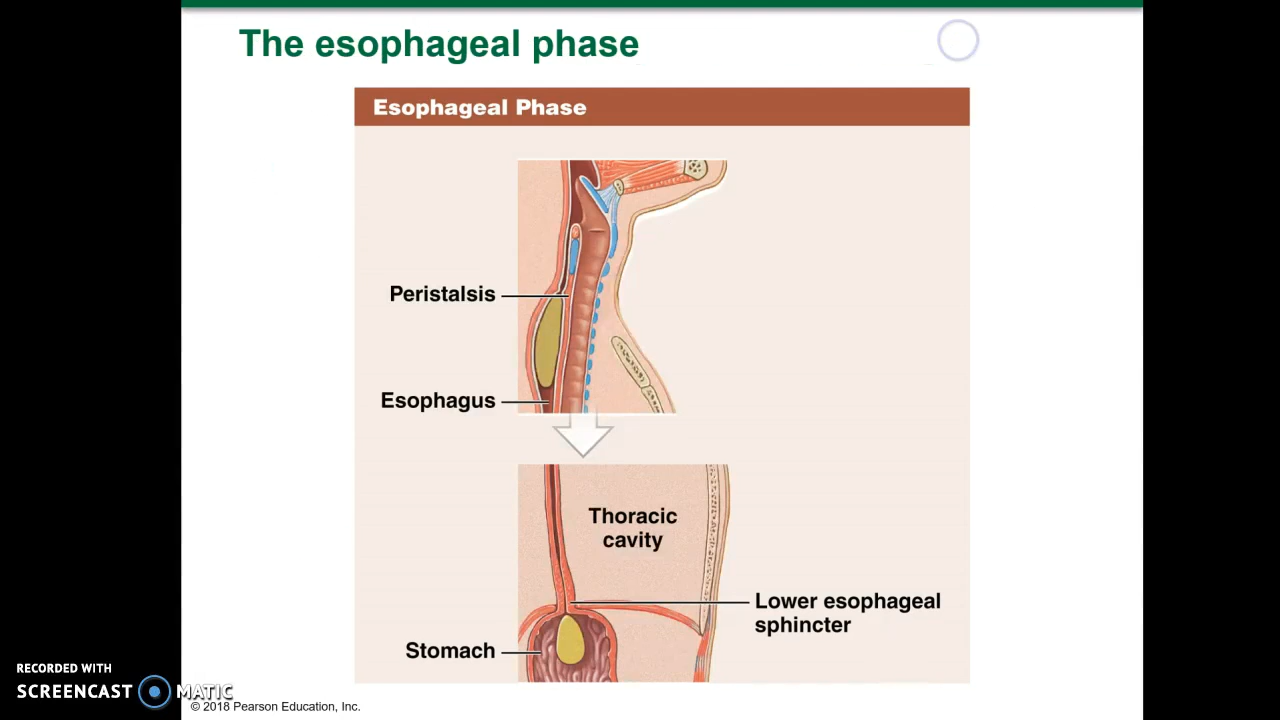 The esophageal phase
Esophageal Phase
Peristalsis
Esophagus
Thoracic
cavity
Lower esophageal
sphincter
Stomach
RECORDED WITH
SCREENCAST MATIC
© 2018 Pearson Education, Inc.